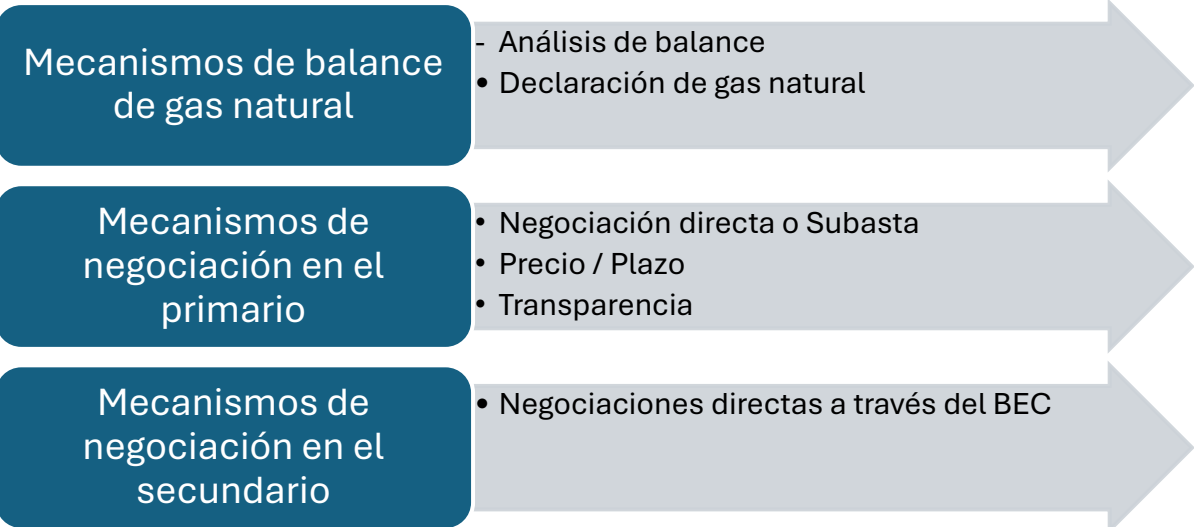 Mecanismos de balance
de gas natural
- Análisis de balance
• Declaración de gas natural
Mecanismos de
negociación en el
primario
• Negociación directa o Subasta
• Precio / Plazo
• Transparencia
Mecanismos de
negociación en el
secundario
• Negociaciones directas a través del BEC